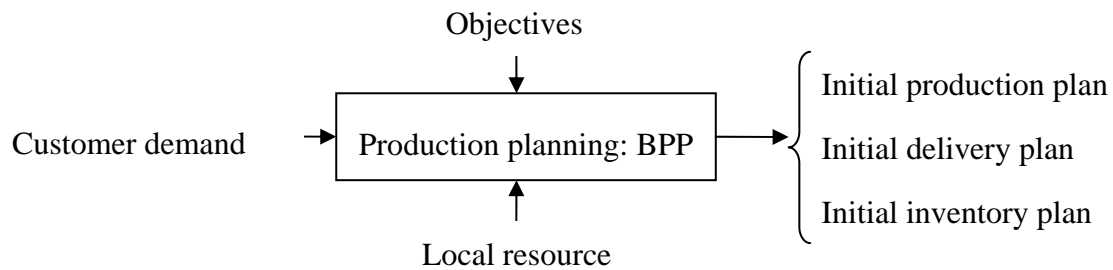 Objectives
Customer demand
Production planning: BPP
Initial production plan
Initial delivery plan
Initial inventory plan
Local resource